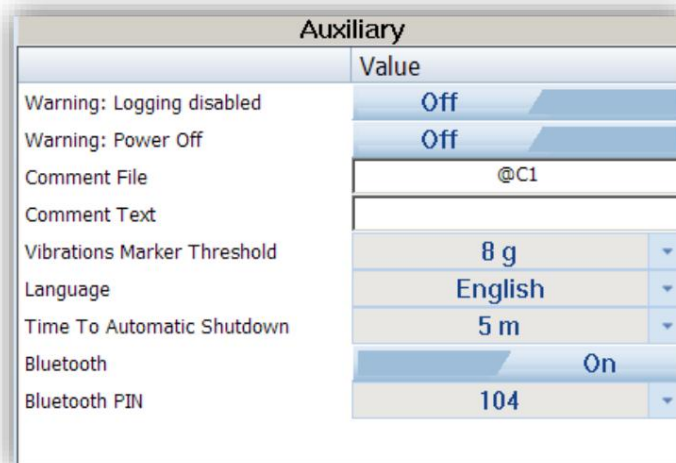 Auxiliary
Value
Warning: Logging disabled Off
Warning: Power Off Off
Comment File @C1
Comment Text
Vibrations Marker Threshold 8 g
Language English
Time To Automatic Shutdown 5 m
Bluetooth On
Bluetooth PIN 104